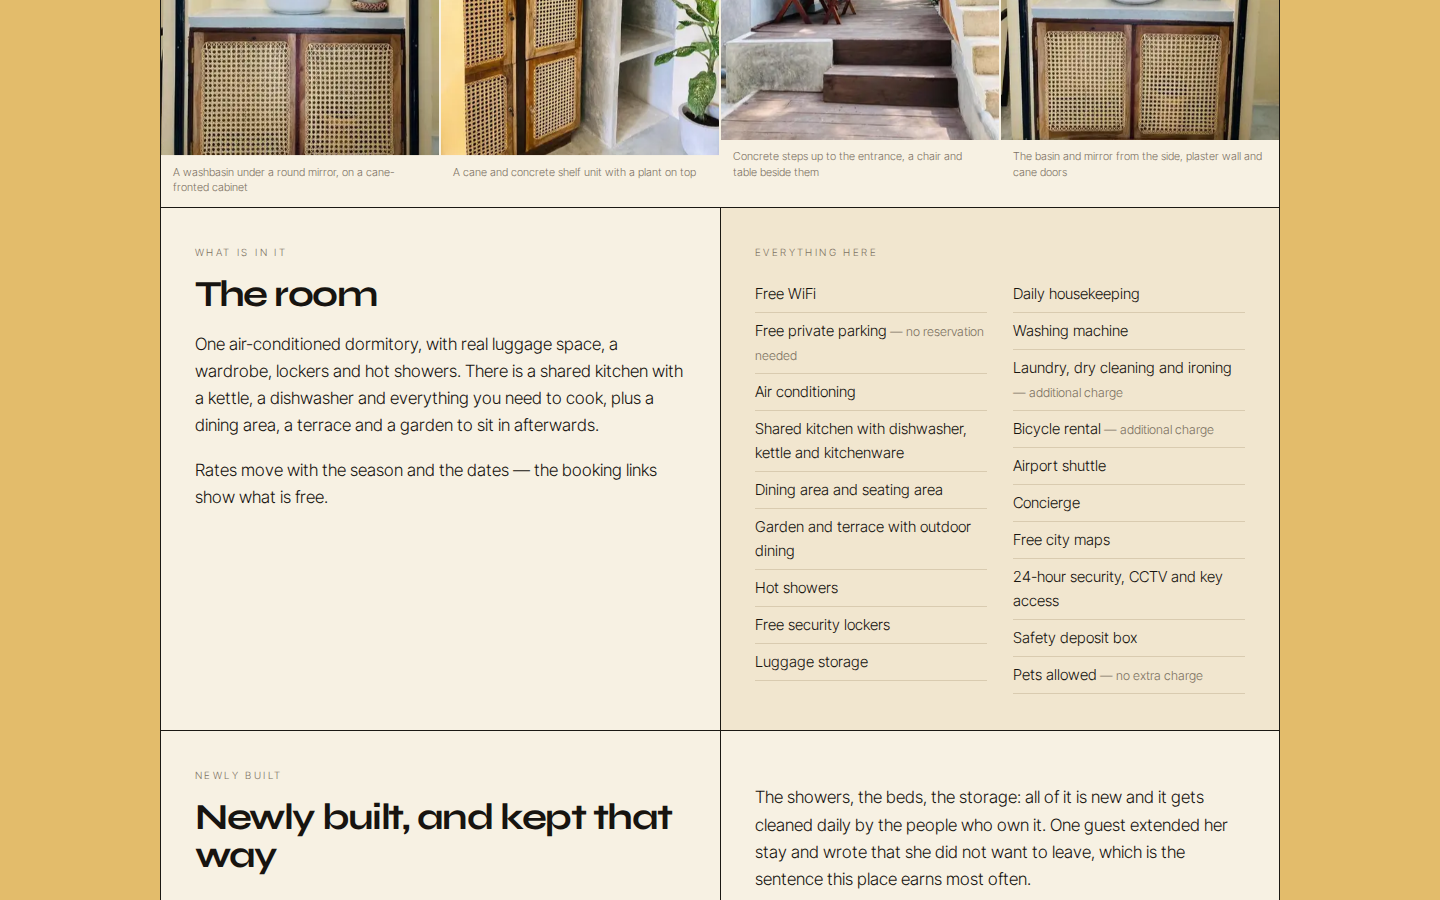 A washbasin under a round mirror, on a cane-
fronted cabinet
A cane and concrete shelf unit with a plant on top
Concrete steps up to the entrance, a chair and
table beside them
The basin and mirror from the side, plaster wall and
cane doors
WHAT IS IN IT
The room
One air-conditioned dormitory, with real luggage space, a
wardrobe, lockers and hot showers. There is a shared kitchen with
a kettle, a dishwasher and everything you need to cook, plus a
dining area, a terrace and a garden to sit in afterwards.
Rates move with the season and the dates — the booking links
show what is free.
EVERYTHING HERE
Free WiFi
Free private parking — no reservation
needed
Air conditioning
Shared kitchen with dishwasher,
kettle and kitchenware
Dining area and seating area
Garden and terrace with outdoor
dining
Hot showers
Free security lockers
Luggage storage
Daily housekeeping
Washing machine
Laundry, dry cleaning and ironing
— additional charge
Bicycle rental — additional charge
Airport shuttle
Concierge
Free city maps
24-hour security, CCTV and key
access
Safety deposit box
Pets allowed — no extra charge
NEWLY BUILT
Newly built, and kept that
way
The showers, the beds, the storage: all of it is new and it gets
cleaned daily by the people who own it. One guest extended her
stay and wrote that she did not want to leave, which is the
sentence this place earns most often.